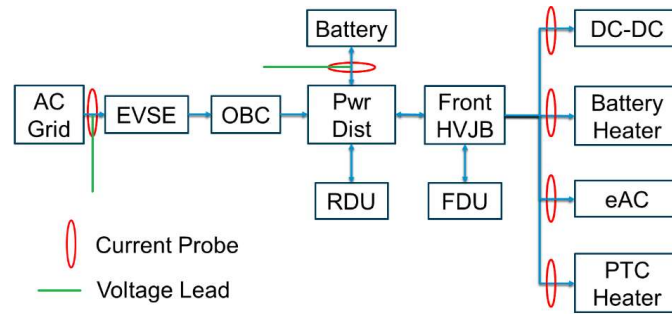 Battery
DC-DC
AC
Grid
EVSE
OBC
Pwr
Dist
Front
HVJB
Battery
Heater
RDU
FDU
eAC
Current Probe
Voltage Lead
PTC
Heater